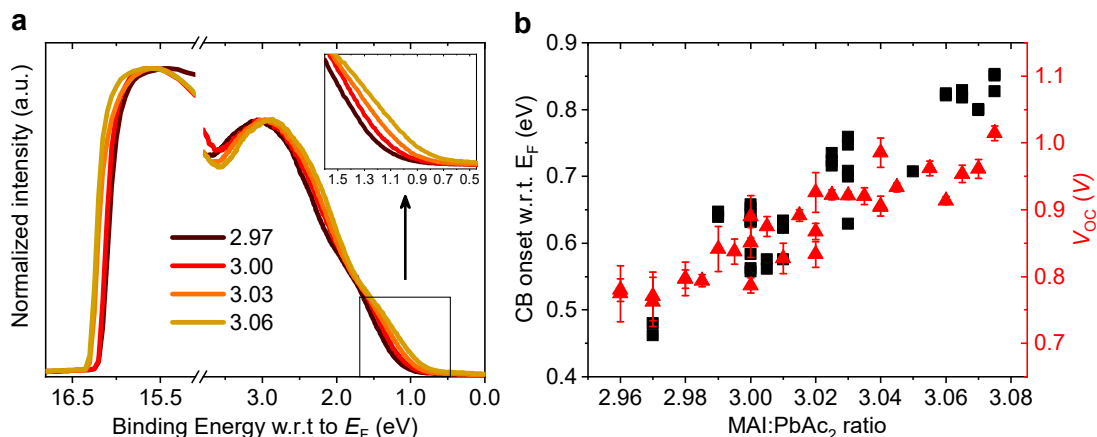 a
Normalized intensity (a.u.)
2.97
3.00
3.03
3.06
1.5 1.3 1.1 0.9 0.7 0.5
16.5 15.5 3.0 2.0 1.0 0.0
Binding Energy w.r.t to E_F (eV)
b
CB onset w.r.t. E_F (eV)
0.9
0.8
0.7
0.6
0.5
0.4
2.96 2.98 3.00 3.02 3.04 3.06 3.08
MAI:PbAc₂ ratio
1.1
1.0
0.9
0.8
0.7
V_OC (V)